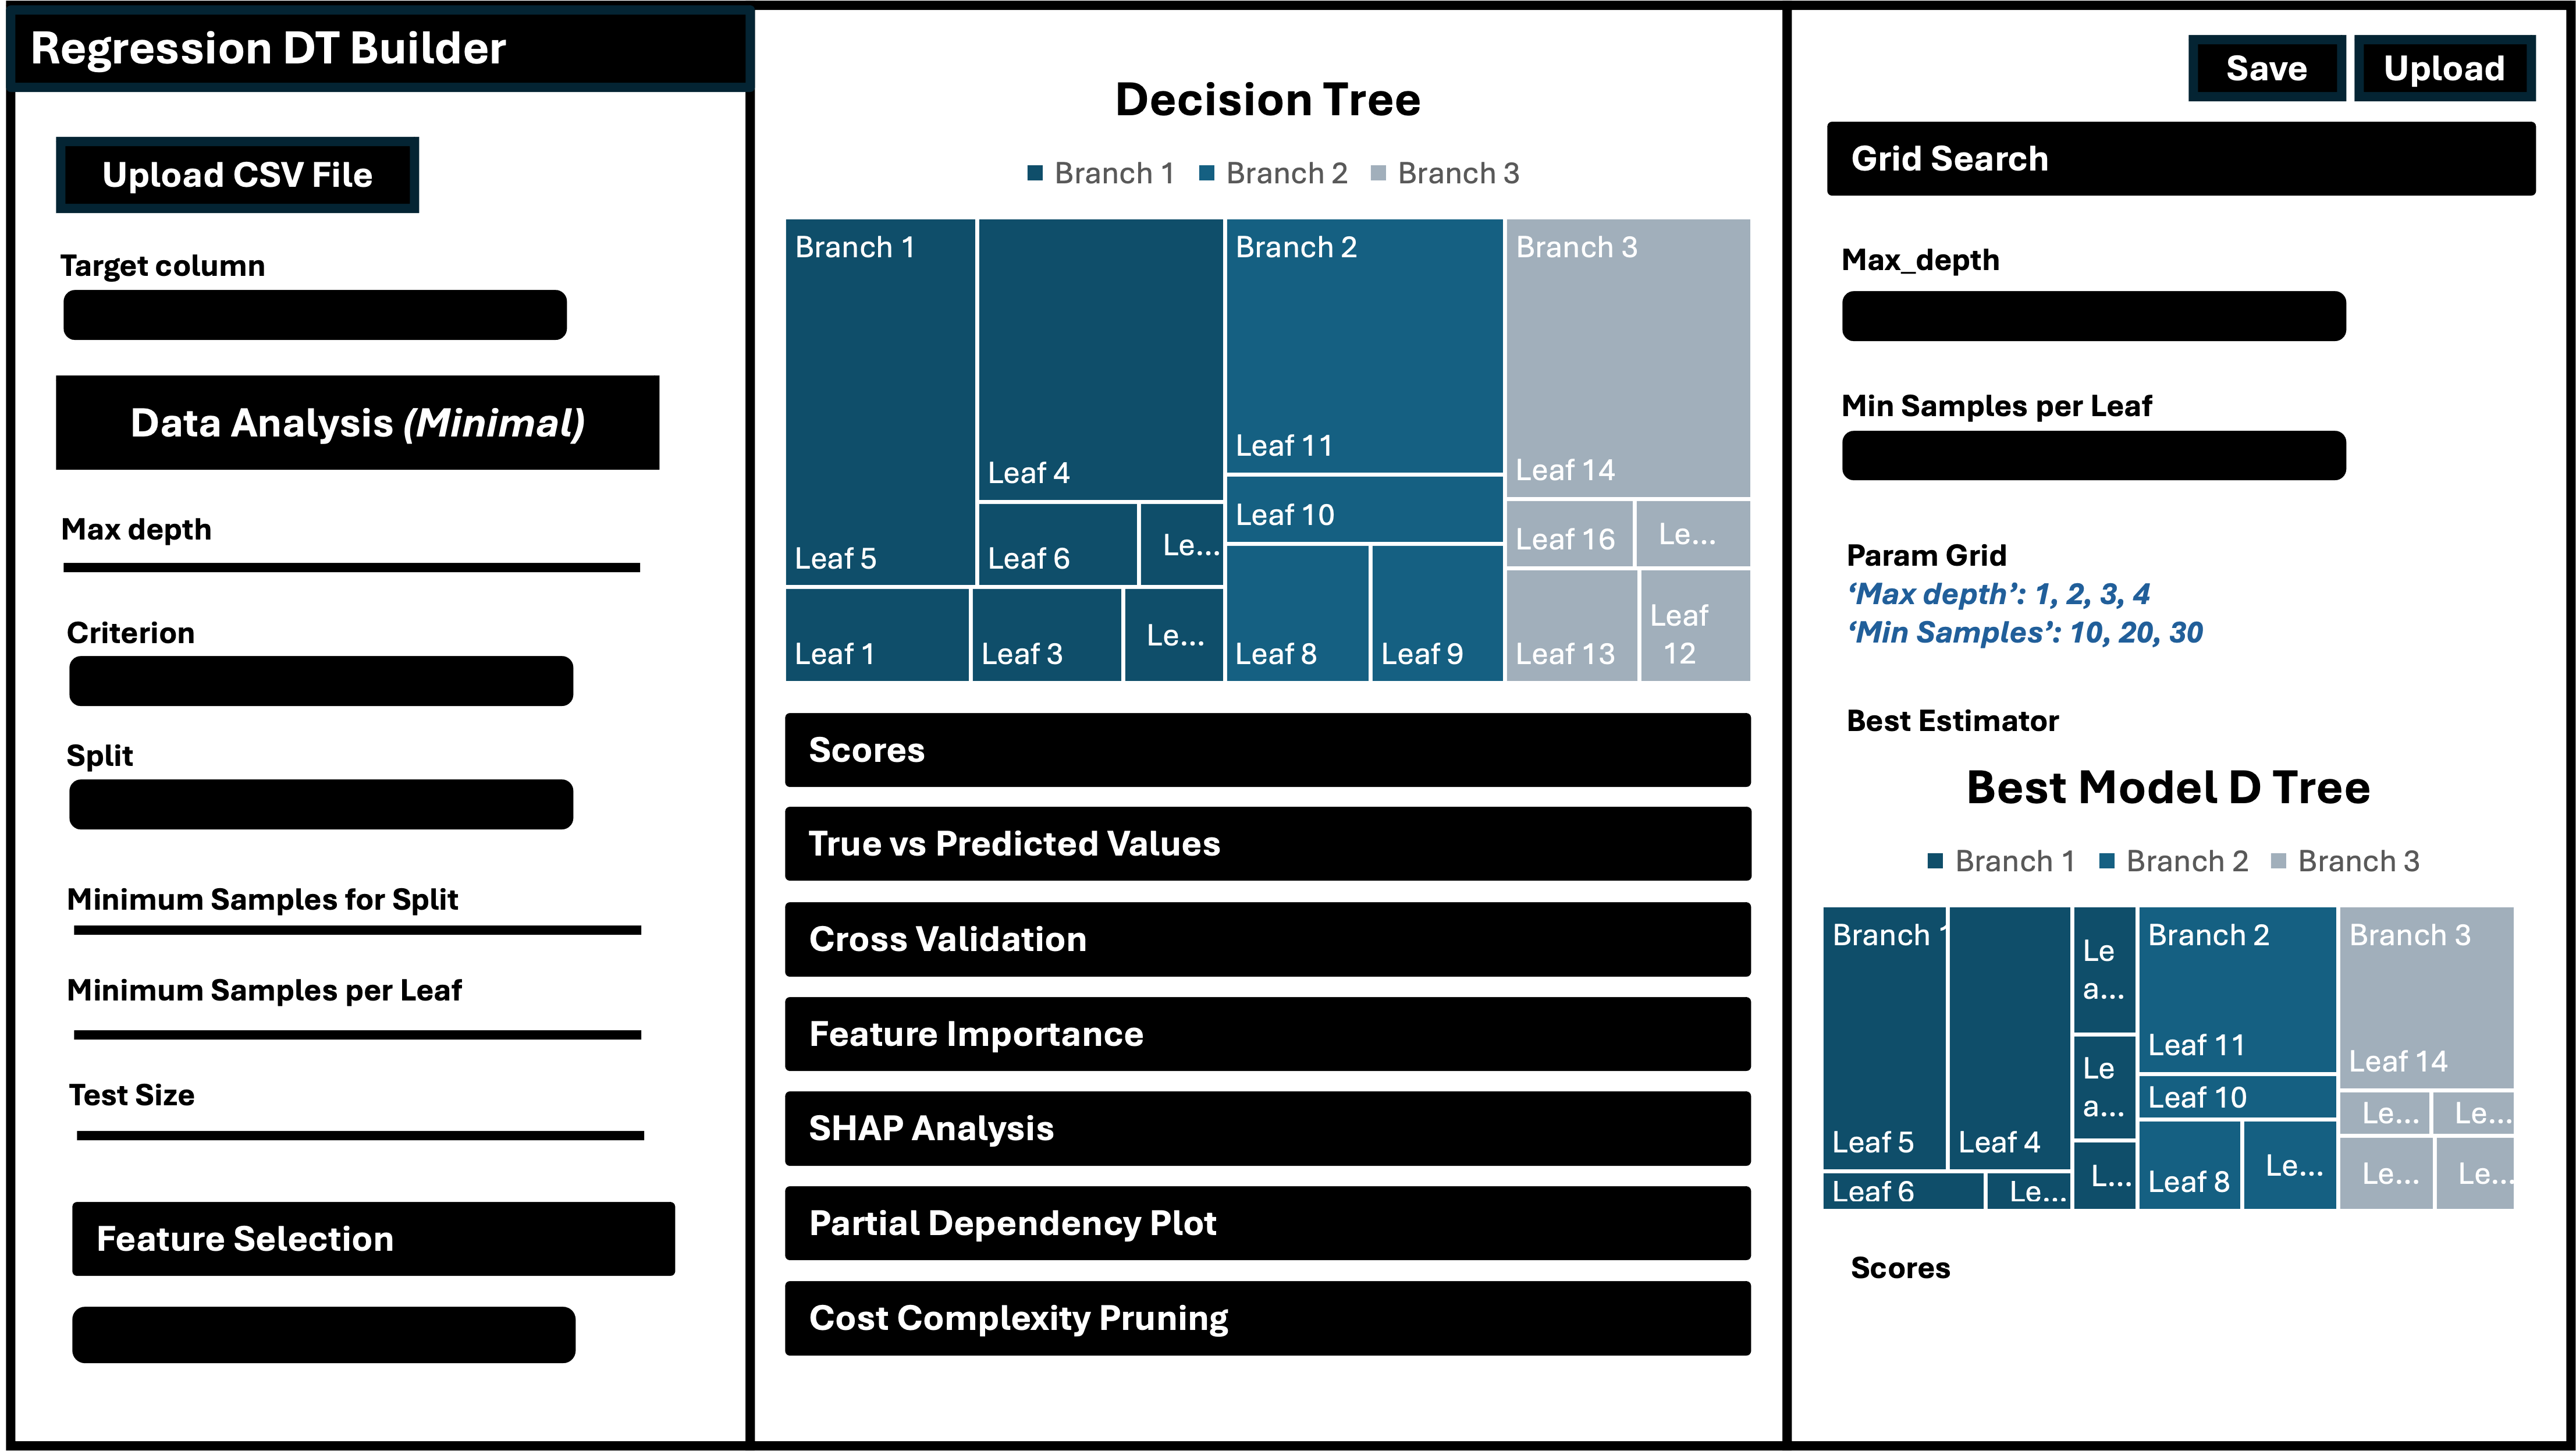 Regression DT Builder
Upload CSV File
Target column
Data Analysis (Minimal)
Max depth
Criterion
Split
Minimum Samples for Split
Minimum Samples per Leaf
Test Size
Feature Selection
Decision Tree
Branch 1 Branch 2 Branch 3
Branch 1
Leaf 5
Leaf 4
Leaf 6
Le...
Leaf 1
Leaf 3
Le...
Branch 2
Leaf 11
Leaf 10
Leaf 8
Leaf 9
Branch 3
Leaf 14
Leaf 16
Le...
Leaf 13
Leaf
12
Scores
True vs Predicted Values
Cross Validation
Feature Importance
SHAP Analysis
Partial Dependency Plot
Cost Complexity Pruning
Save
Upload
Grid Search
Max_depth
Min Samples per Leaf
Param Grid
‘Max depth’: 1, 2, 3, 4
‘Min Samples’: 10, 20, 30
Best Estimator
Best Model D Tree
Branch 1 Branch 2 Branch 3
Branch 1
Leaf 5
Leaf 4
Leaf 6
Le...
Le
a...
Le
a...
L...
Branch 2
Leaf 11
Leaf 10
Leaf 8
Le...
Branch 3
Leaf 14
Le...
Le...
Le...
Le...
Scores